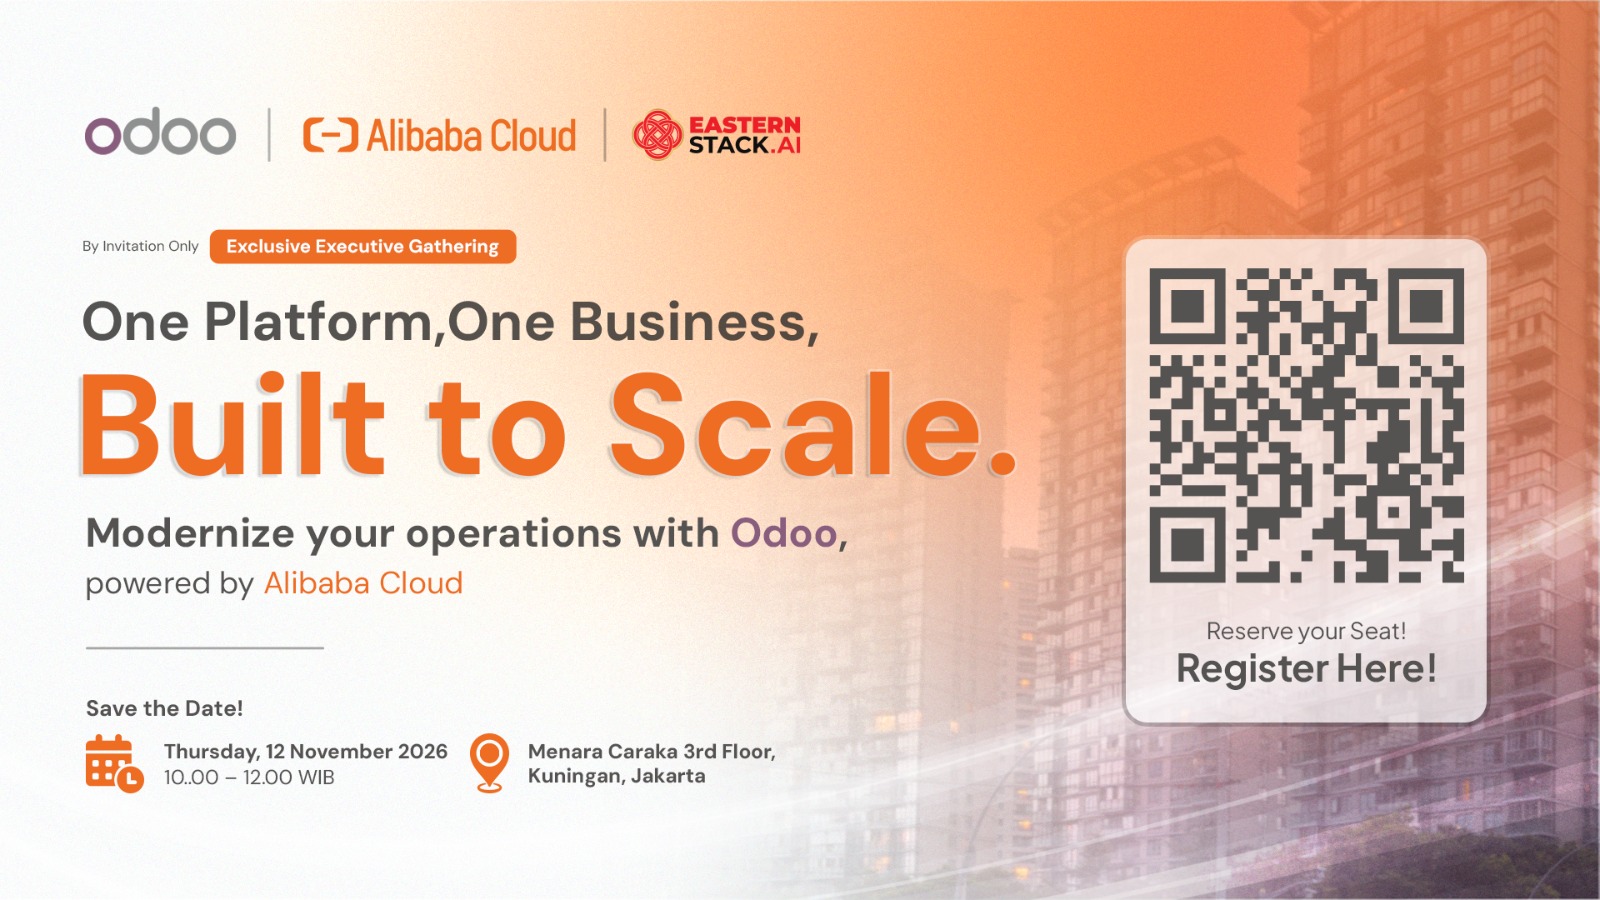 odoo
Alibaba Cloud
EASTERN
STACK.AI
By Invitation Only
Exclusive Executive Gathering
One Platform,One Business,
Built to Scale.
Modernize your operations with Odoo,
powered by Alibaba Cloud
Save the Date!
Thursday, 12 November 2026
10..00 – 12.00 WIB
Menara Caraka 3rd Floor,
Kuningan, Jakarta
Reserve your Seat!
Register Here!